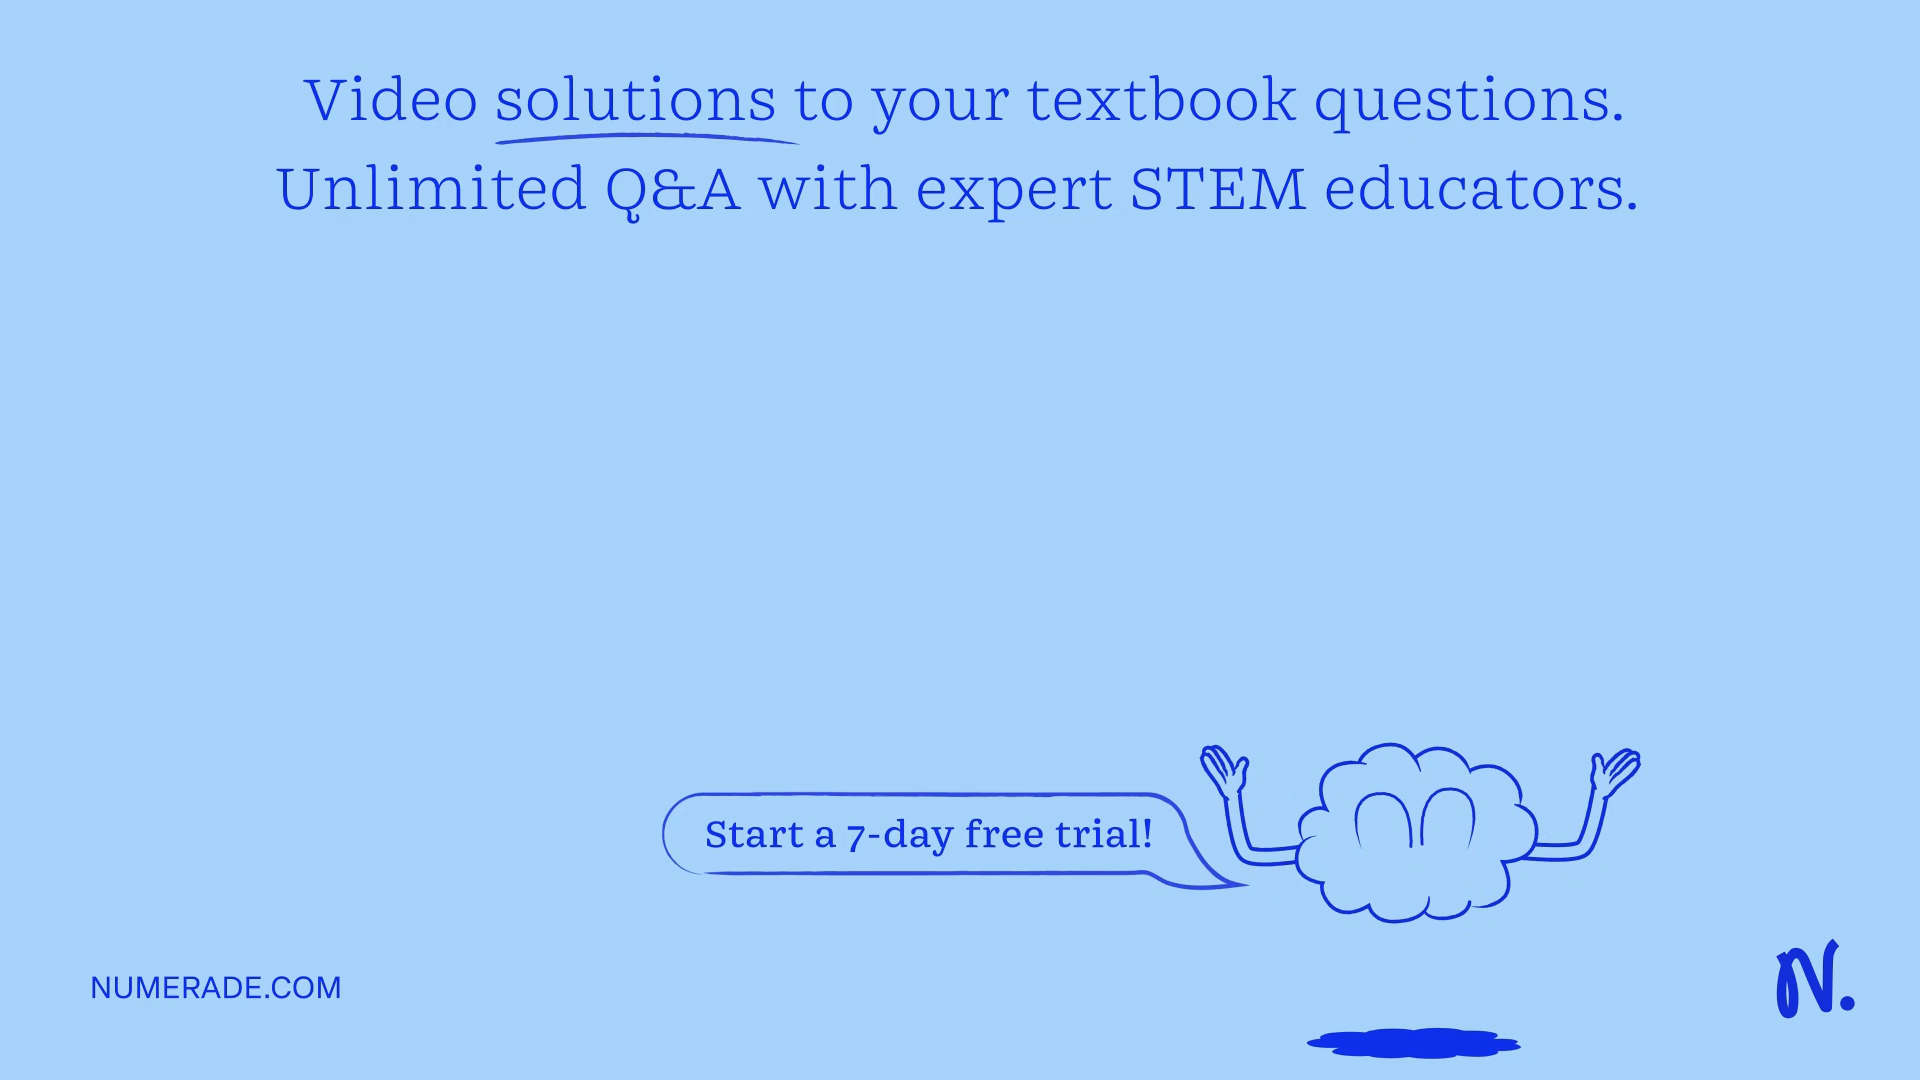 Video solutions to your textbook questions.
Unlimited Q&A with expert STEM educators.
Start a 7-day free trial!
NUMERADE.COM
N.